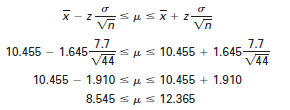 x̄ − z σ/√n ≤ μ ≤ x̄ + z σ/√n
10.455 − 1.645 7.7/√44 ≤ μ ≤ 10.455 + 1.645 7.7/√44
10.455 − 1.910 ≤ μ ≤ 10.455 + 1.910
8.545 ≤ μ ≤ 12.365